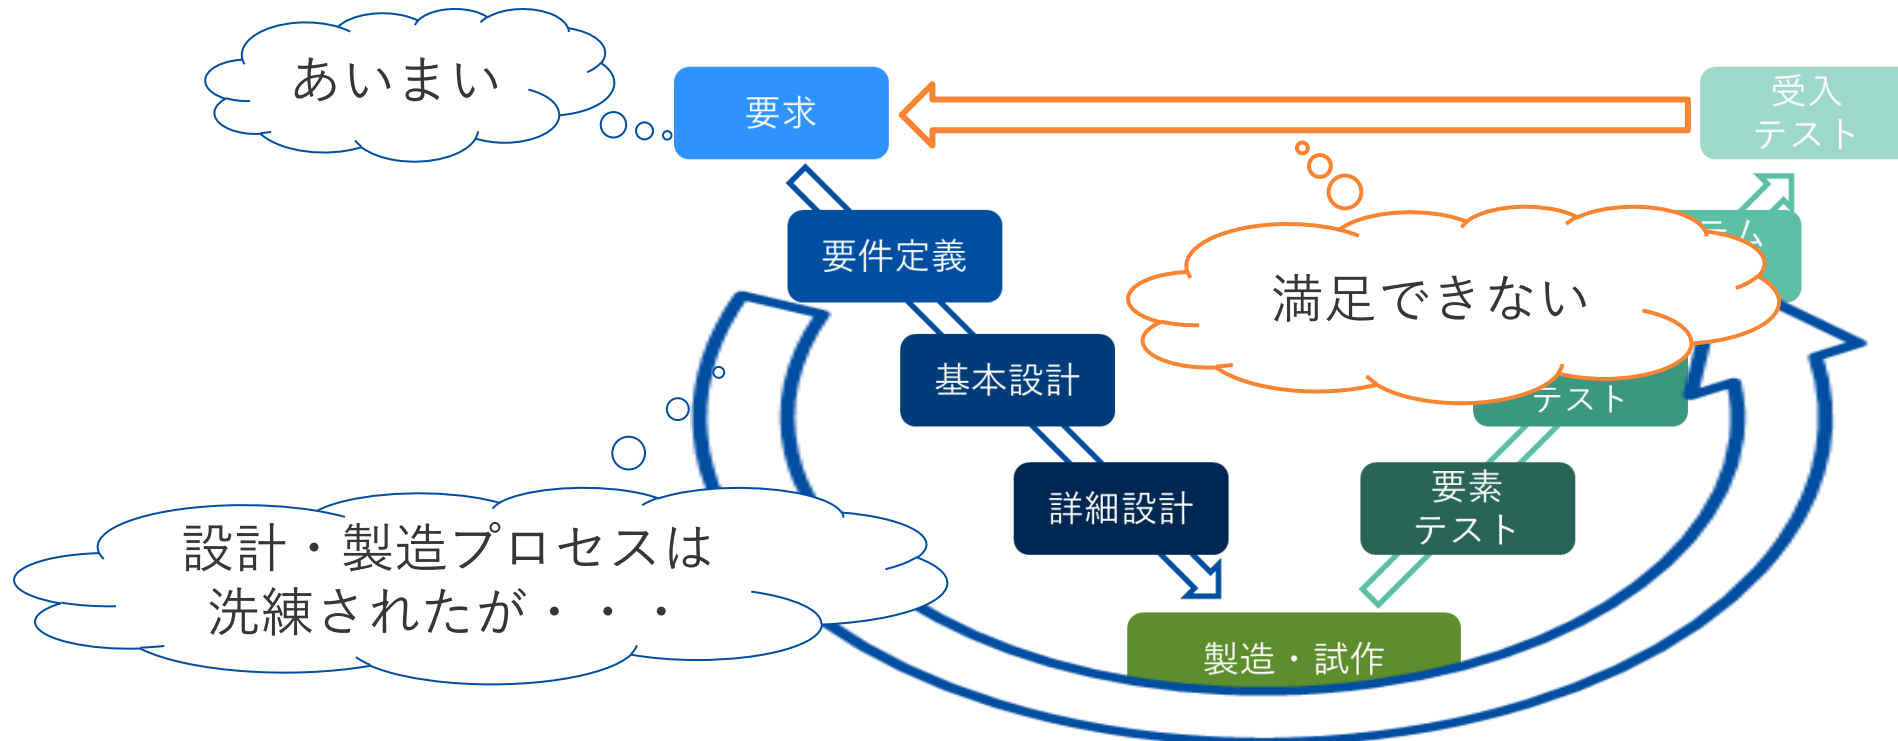 あいまい
要求
受入
テスト
要件定義
テム
満足できない
基本設計
テスト
詳細設計
要素
テスト
設計・製造プロセスは
洗練されたが・・・
製造・試作